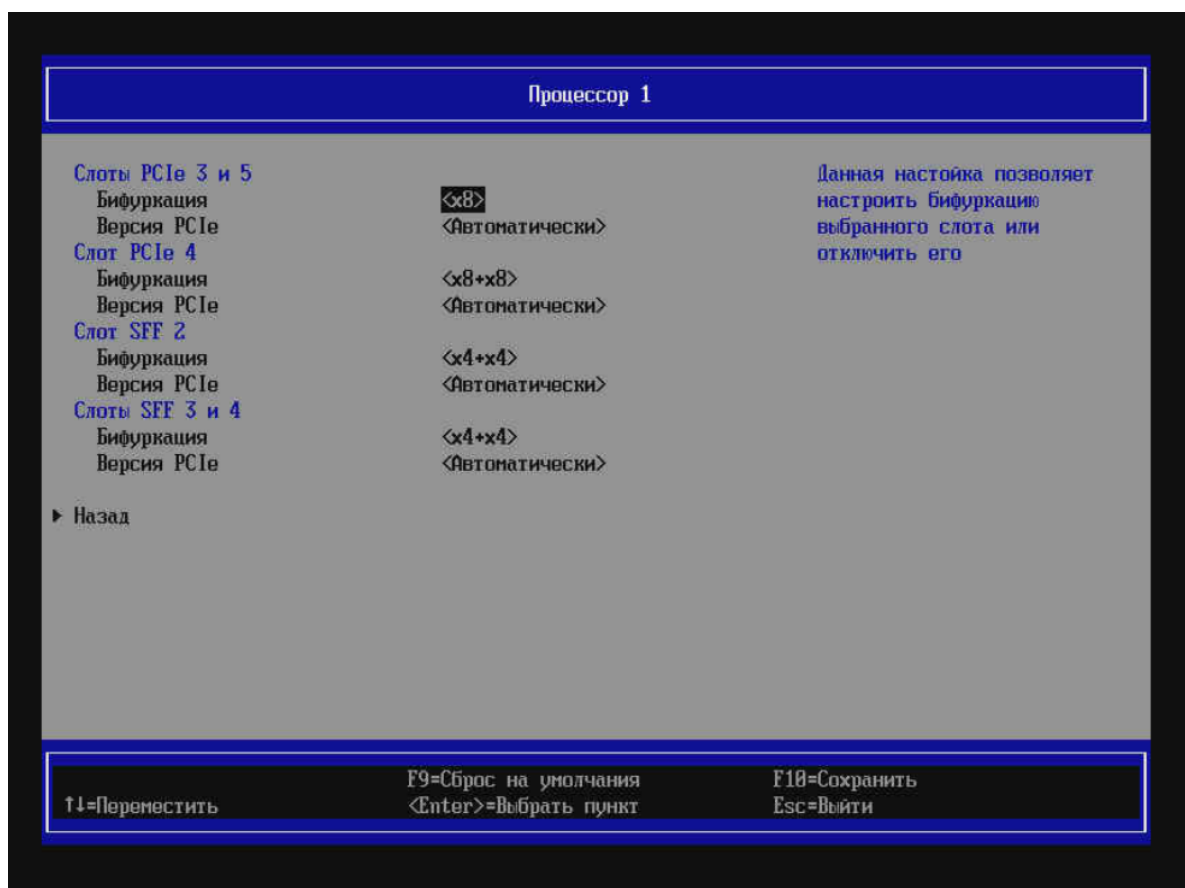 Процессор 1
Слоты PCIe 3 и 5
Бифуркация <x8>
Версия PCIe <Автоматически>
Слот PCIe 4
Бифуркация <x8+x8>
Версия PCIe <Автоматически>
Слот SFF 2
Бифуркация <x4+x4>
Версия PCIe <Автоматически>
Слоты SFF 3 и 4
Бифуркация <x4+x4>
Версия PCIe <Автоматически>
Назад
Данная настойка позволяет
настроить бифуркацию
выбранного слота или
отключить его
F9=Сброс на умолчания F10=Сохранить
↑↓=Переместить <Enter>=Выбрать пункт Esc=Выйти